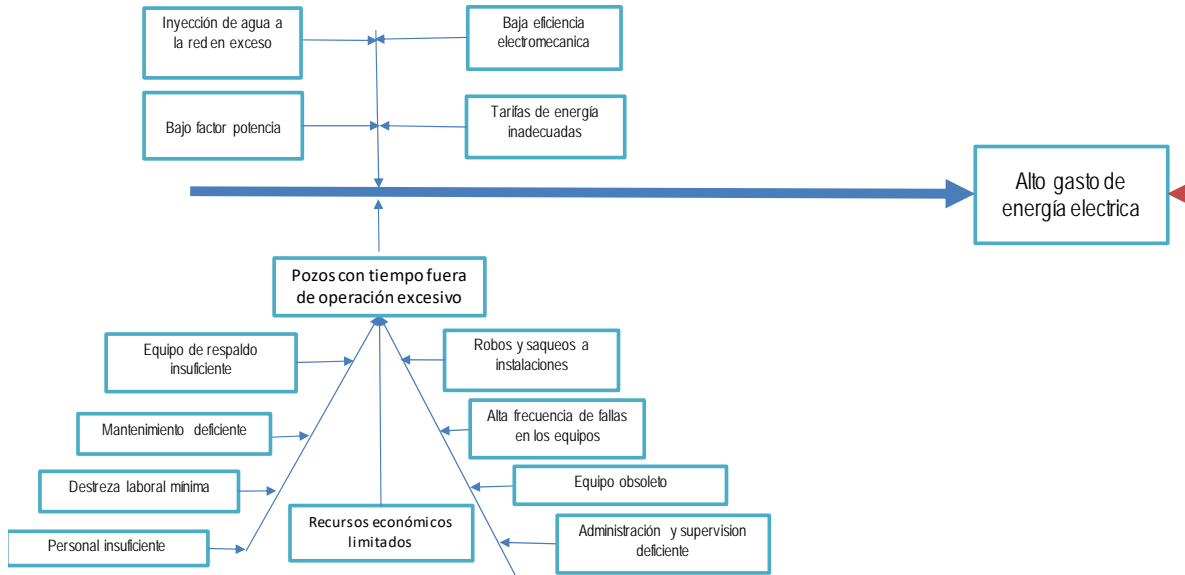 Inyección de agua a
la red en exceso
Baja eficiencia
electromecanica
Bajo factor potencia
Tarifas de energía
inadecuadas
Alto gasto de
energía electrica
Pozos con tiempo fuera
de operación excesivo
Equipo de respaldo
insuficiente
Robos y saqueos a
instalaciones
Mantenimiento deficiente
Alta frecuencia de fallas
en los equipos
Destreza laboral mínima
Equipo obsoleto
Recursos económicos
limitados
Personal insuficiente
Administración y supervision
deficiente